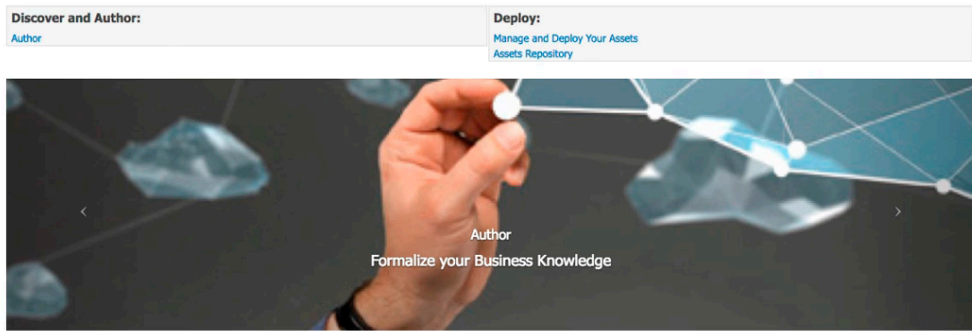 Discover and Author:
Author
Deploy:
Manage and Deploy Your Assets
Assets Repository
Author
Formalize your Business Knowledge